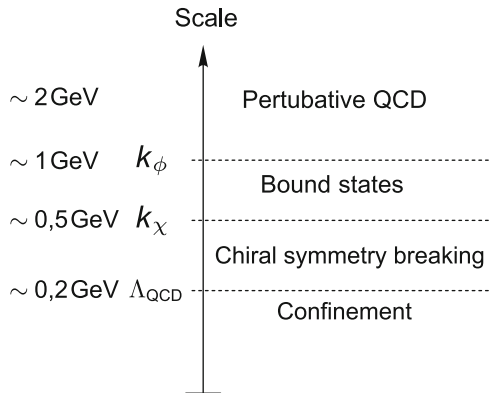 Scale
~ 2 GeV Pertubative QCD
~ 1 GeV k_ϕ
Bound states
~ 0,5 GeV k_χ
Chiral symmetry breaking
~ 0,2 GeV Λ_QCD
Confinement